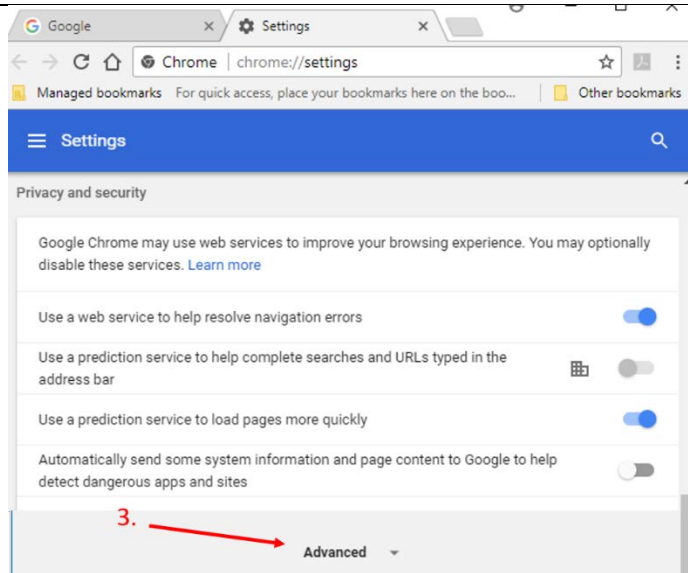 Google
Settings
Chrome | chrome://settings
Managed bookmarks For quick access, place your bookmarks here on the boo... Other bookmarks
Settings
Privacy and security
Google Chrome may use web services to improve your browsing experience. You may optionally
disable these services. Learn more
Use a web service to help resolve navigation errors
Use a prediction service to help complete searches and URLs typed in the
address bar
Use a prediction service to load pages more quickly
Automatically send some system information and page content to Google to help
detect dangerous apps and sites
3.
Advanced